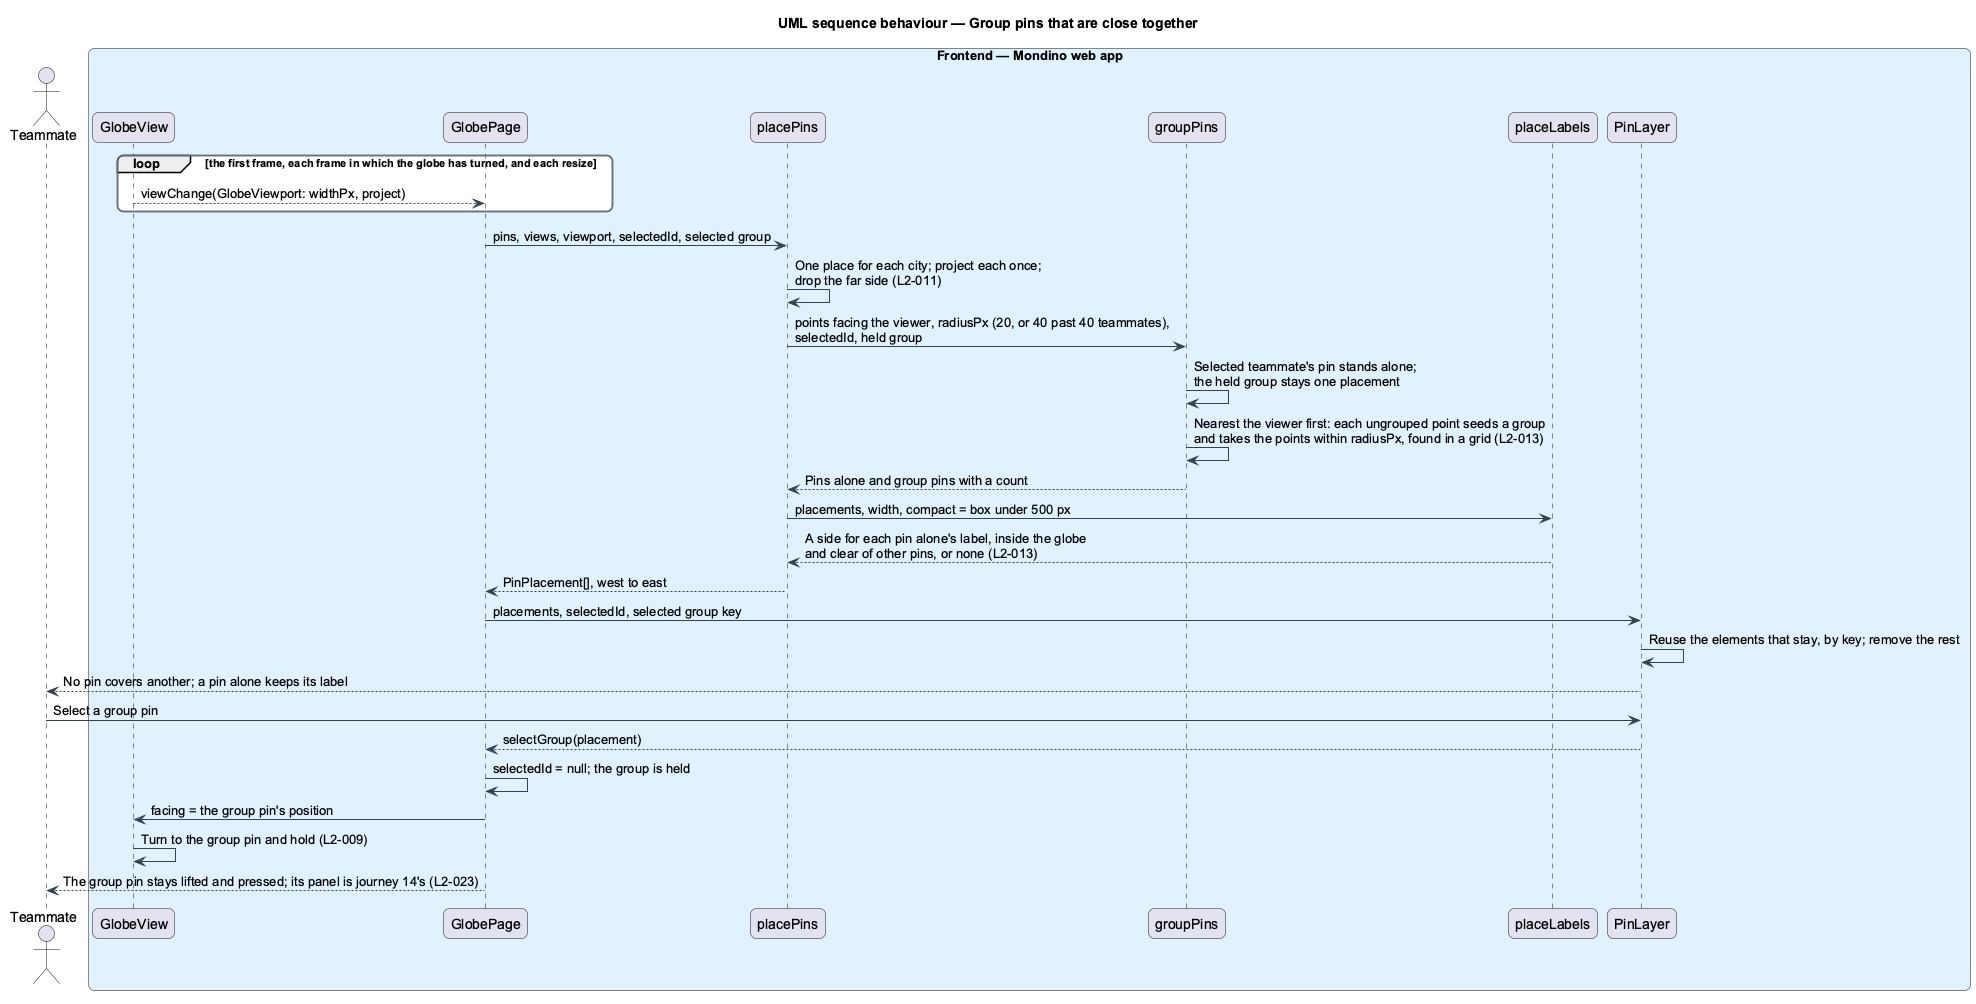 UML sequence behaviour — Group pins that are close together
Frontend — Mondino web app
Teammate
GlobeView
GlobePage
placePins
groupPins
placeLabels
PinLayer
loop
[the first frame, each frame in which the globe has turned, and each resize]
viewChange(GlobeViewport: widthPx, project)
pins, views, viewport, selectedId, selected group
One place for each city; project each once;
drop the far side (L2-011)
points facing the viewer, radiusPx (20, or 40 past 40 teammates),
selectedId, held group
Selected teammate's pin stands alone;
the held group stays one placement
Nearest the viewer first: each ungrouped point seeds a group
and takes the points within radiusPx, found in a grid (L2-013)
Pins alone and group pins with a count
placements, width, compact = box under 500 px
A side for each pin alone's label, inside the globe
and clear of other pins, or none (L2-013)
PinPlacement[], west to east
placements, selectedId, selected group key
Reuse the elements that stay, by key; remove the rest
No pin covers another; a pin alone keeps its label
Select a group pin
selectGroup(placement)
selectedId = null; the group is held
facing = the group pin's position
Turn to the group pin and hold (L2-009)
The group pin stays lifted and pressed; its panel is journey 14's (L2-023)
Teammate
GlobeView
GlobePage
placePins
groupPins
placeLabels
PinLayer